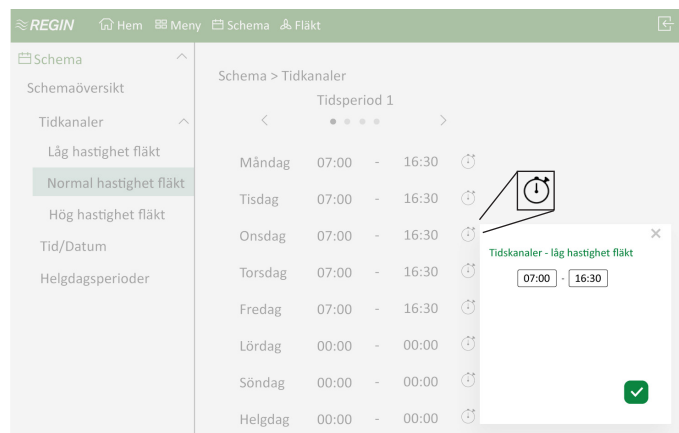 REGIN Hem Meny Schema Fläkt
Schema
Schemaöversikt
Tidkanaler
Låg hastighet fläkt
Normal hastighet fläkt
Hög hastighet fläkt
Tid/Datum
Helgdagsperioder
Schema > Tidkanaler
Tidsperiod 1
< >
Måndag 07:00 - 16:30
Tisdag 07:00 - 16:30
Onsdag 07:00 - 16:30
Torsdag 07:00 - 16:30
Fredag 07:00 - 16:30
Lördag 00:00 - 00:00
Söndag 00:00 - 00:00
Helgdag 00:00 - 00:00
Tidskanaler - låg hastighet fläkt
07:00 - 16:30